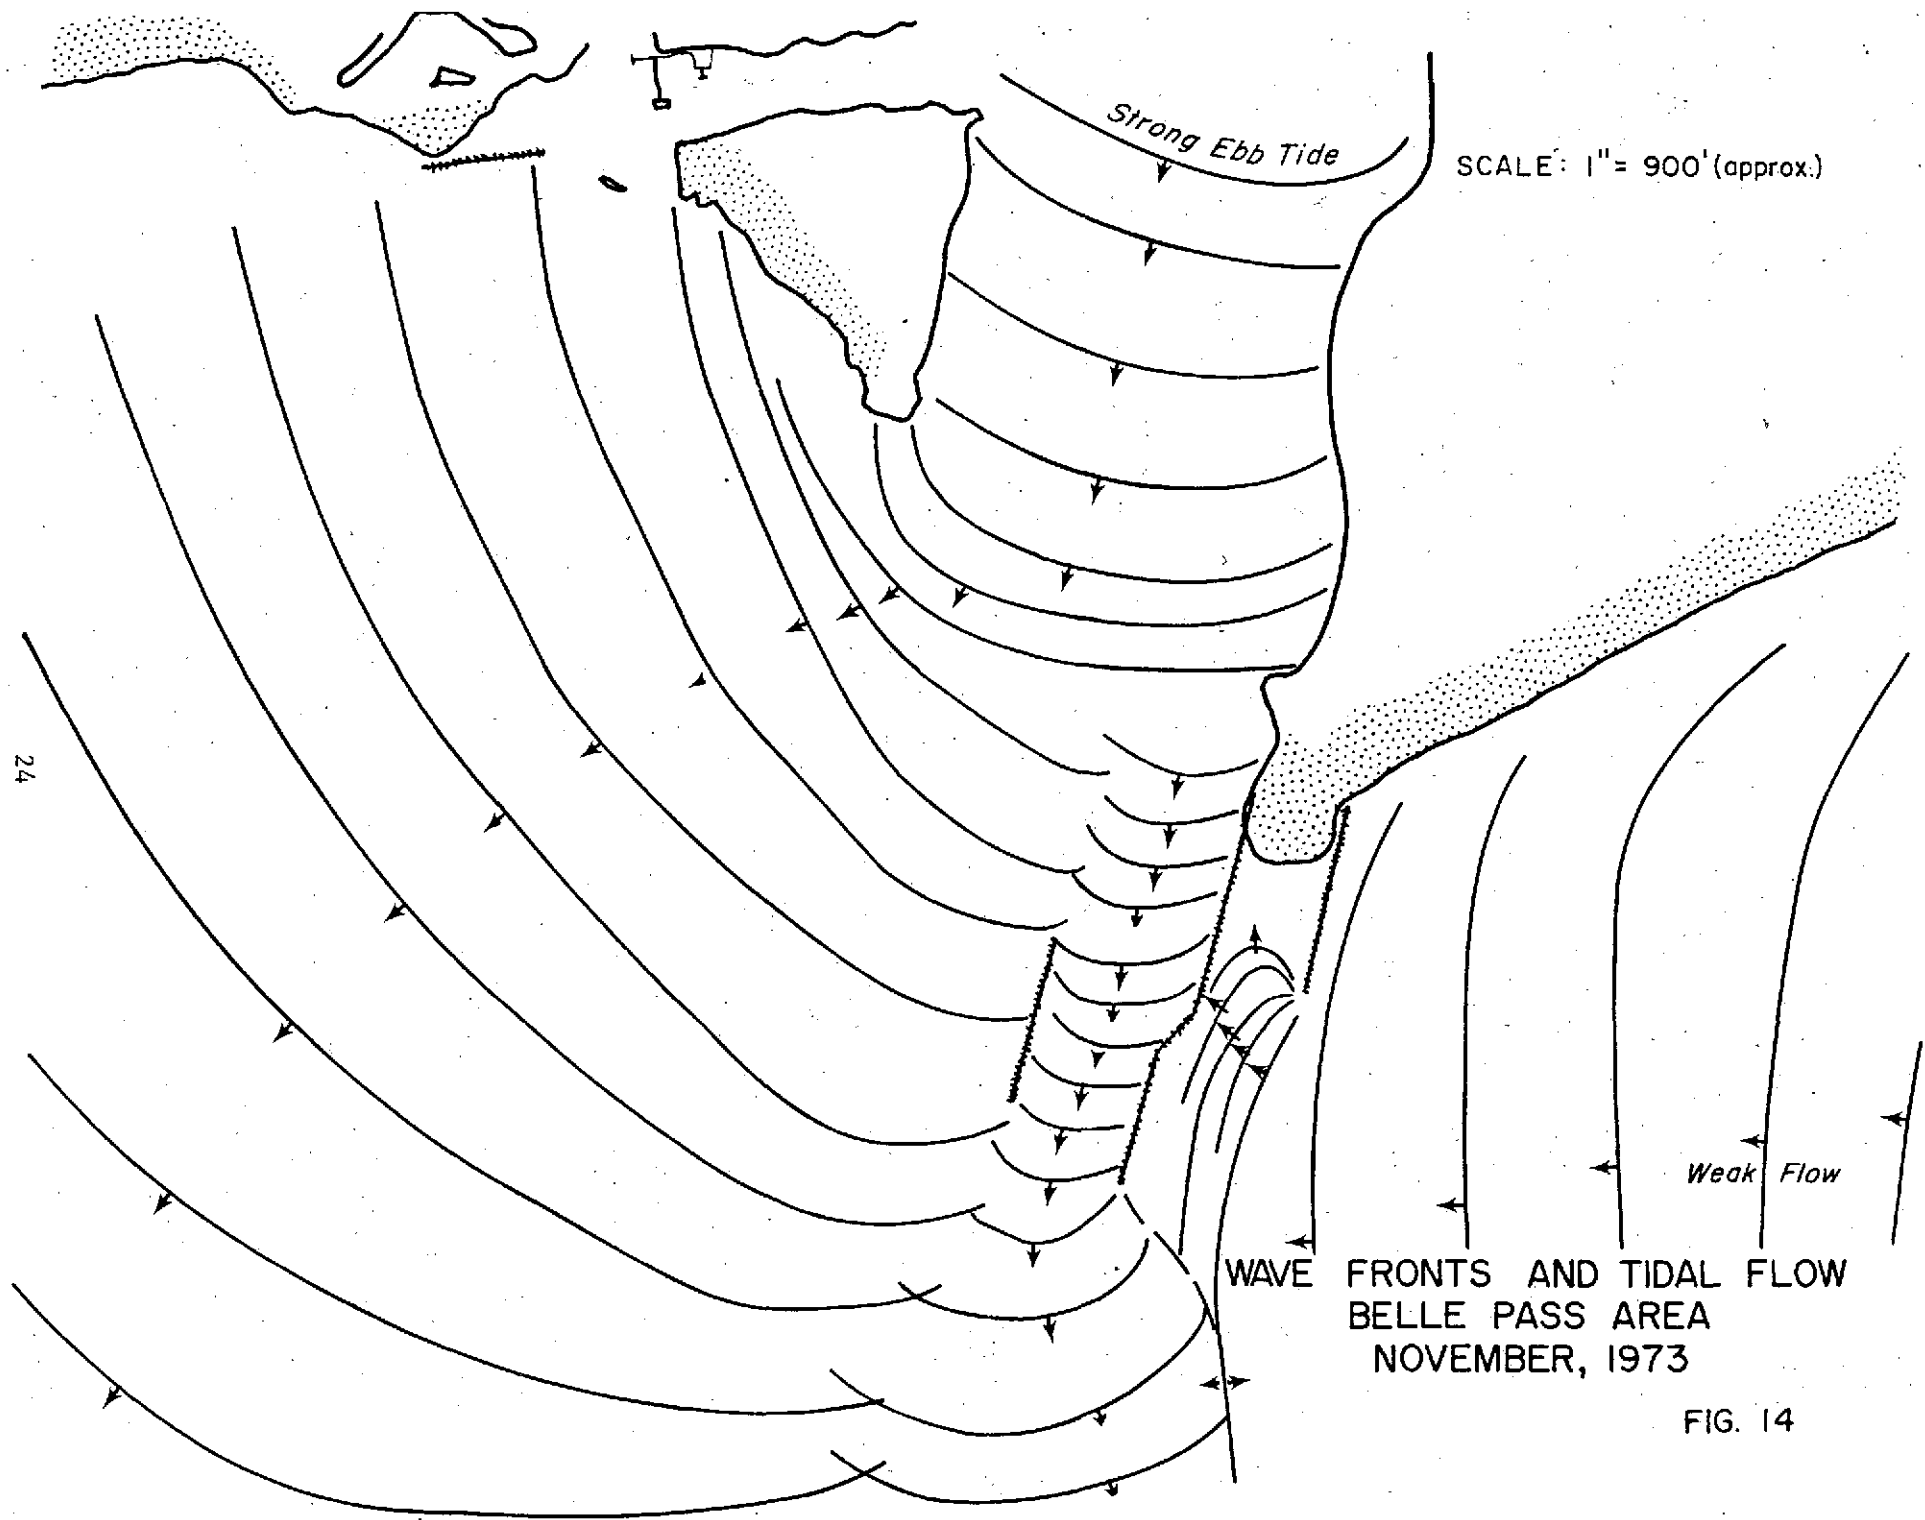 Strong Ebb Tide
SCALE: 1"= 900' (approx.)
24
Weak Flow
WAVE FRONTS AND TIDAL FLOW
BELLE PASS AREA
NOVEMBER, 1973
FIG. 14